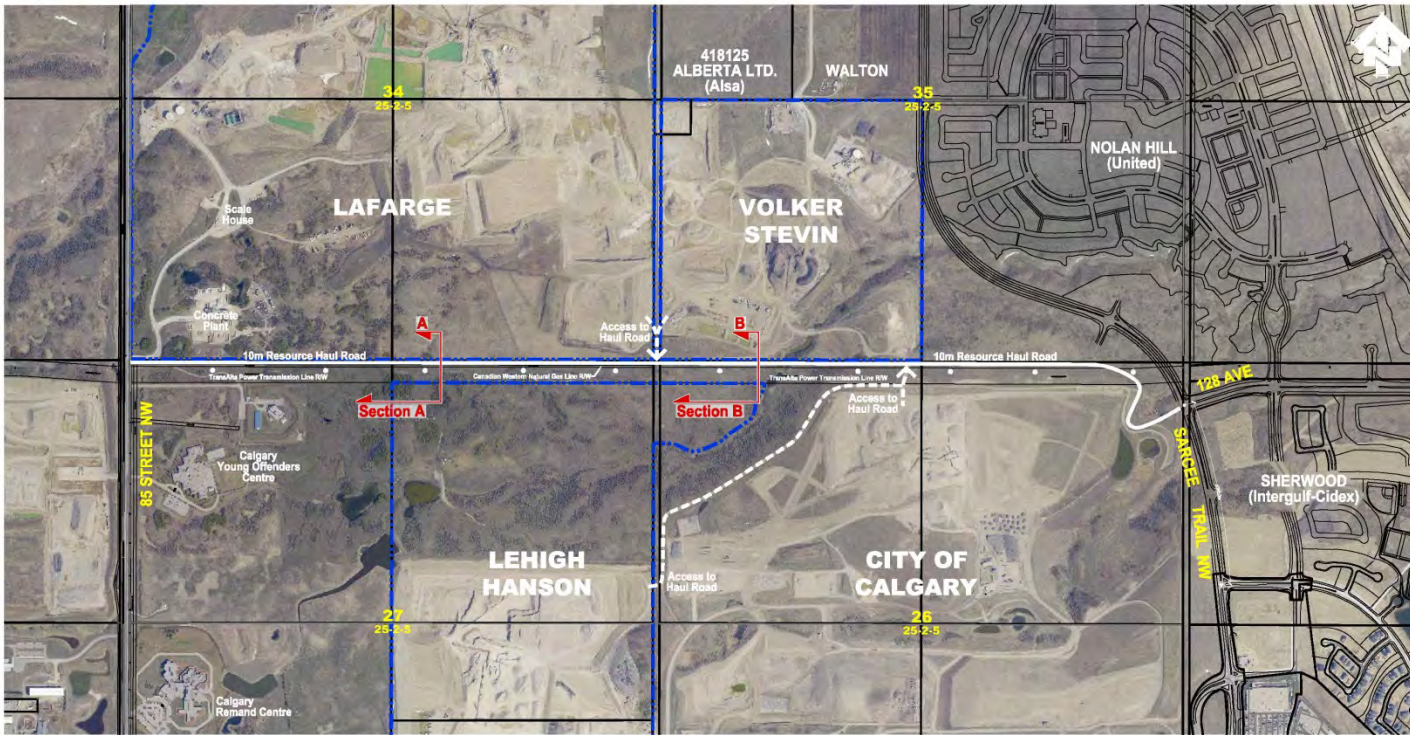 418125
ALBERTA LTD.
(Alsa)
WALTON
N
34
25-2-5
35
25-2-5
NOLAN HILL
(United)
LAFARGE
VOLKER
STEVIN
Scale
House
Concrete
Plant
A
B
Access to
Haul Road
10m Resource Haul Road
10m Resource Haul Road
TransAlta Power Transmission Line R/W
Canadian Western Natural Gas Line R/W
TransAlta Power Transmission Line R/W
128 AVE
Section A
Section B
Access to
Haul Road
85 STREET NW
Calgary
Young Offenders
Centre
SARCEE TRAIL NW
SHERWOOD
(Intergulf-Cidex)
LEHIGH
HANSON
CITY OF
CALGARY
Access to
Haul Road
27
25-2-5
26
25-2-5
Calgary
Remand Centre